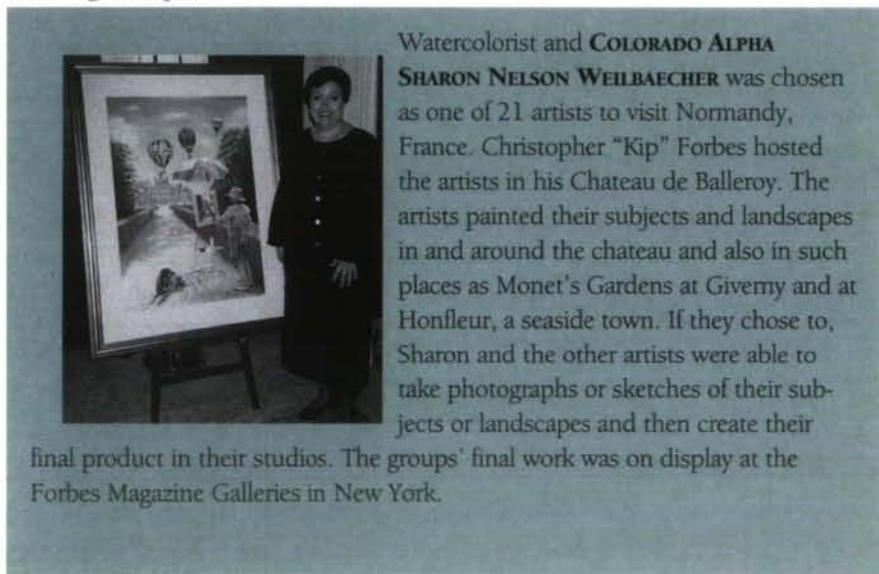 Watercolorist and COLORADO ALPHA
SHARON NELSON WEILBAECHER was chosen
as one of 21 artists to visit Normandy,
France. Christopher “Kip” Forbes hosted
the artists in his Chateau de Balleroy. The
artists painted their subjects and landscapes
in and around the chateau and also in such
places as Monet's Gardens at Giverny and at
Honfleur, a seaside town. If they chose to,
Sharon and the other artists were able to
take photographs or sketches of their sub-
jects or landscapes and then create their
final product in their studios. The groups' final work was on display at the
Forbes Magazine Galleries in New York.